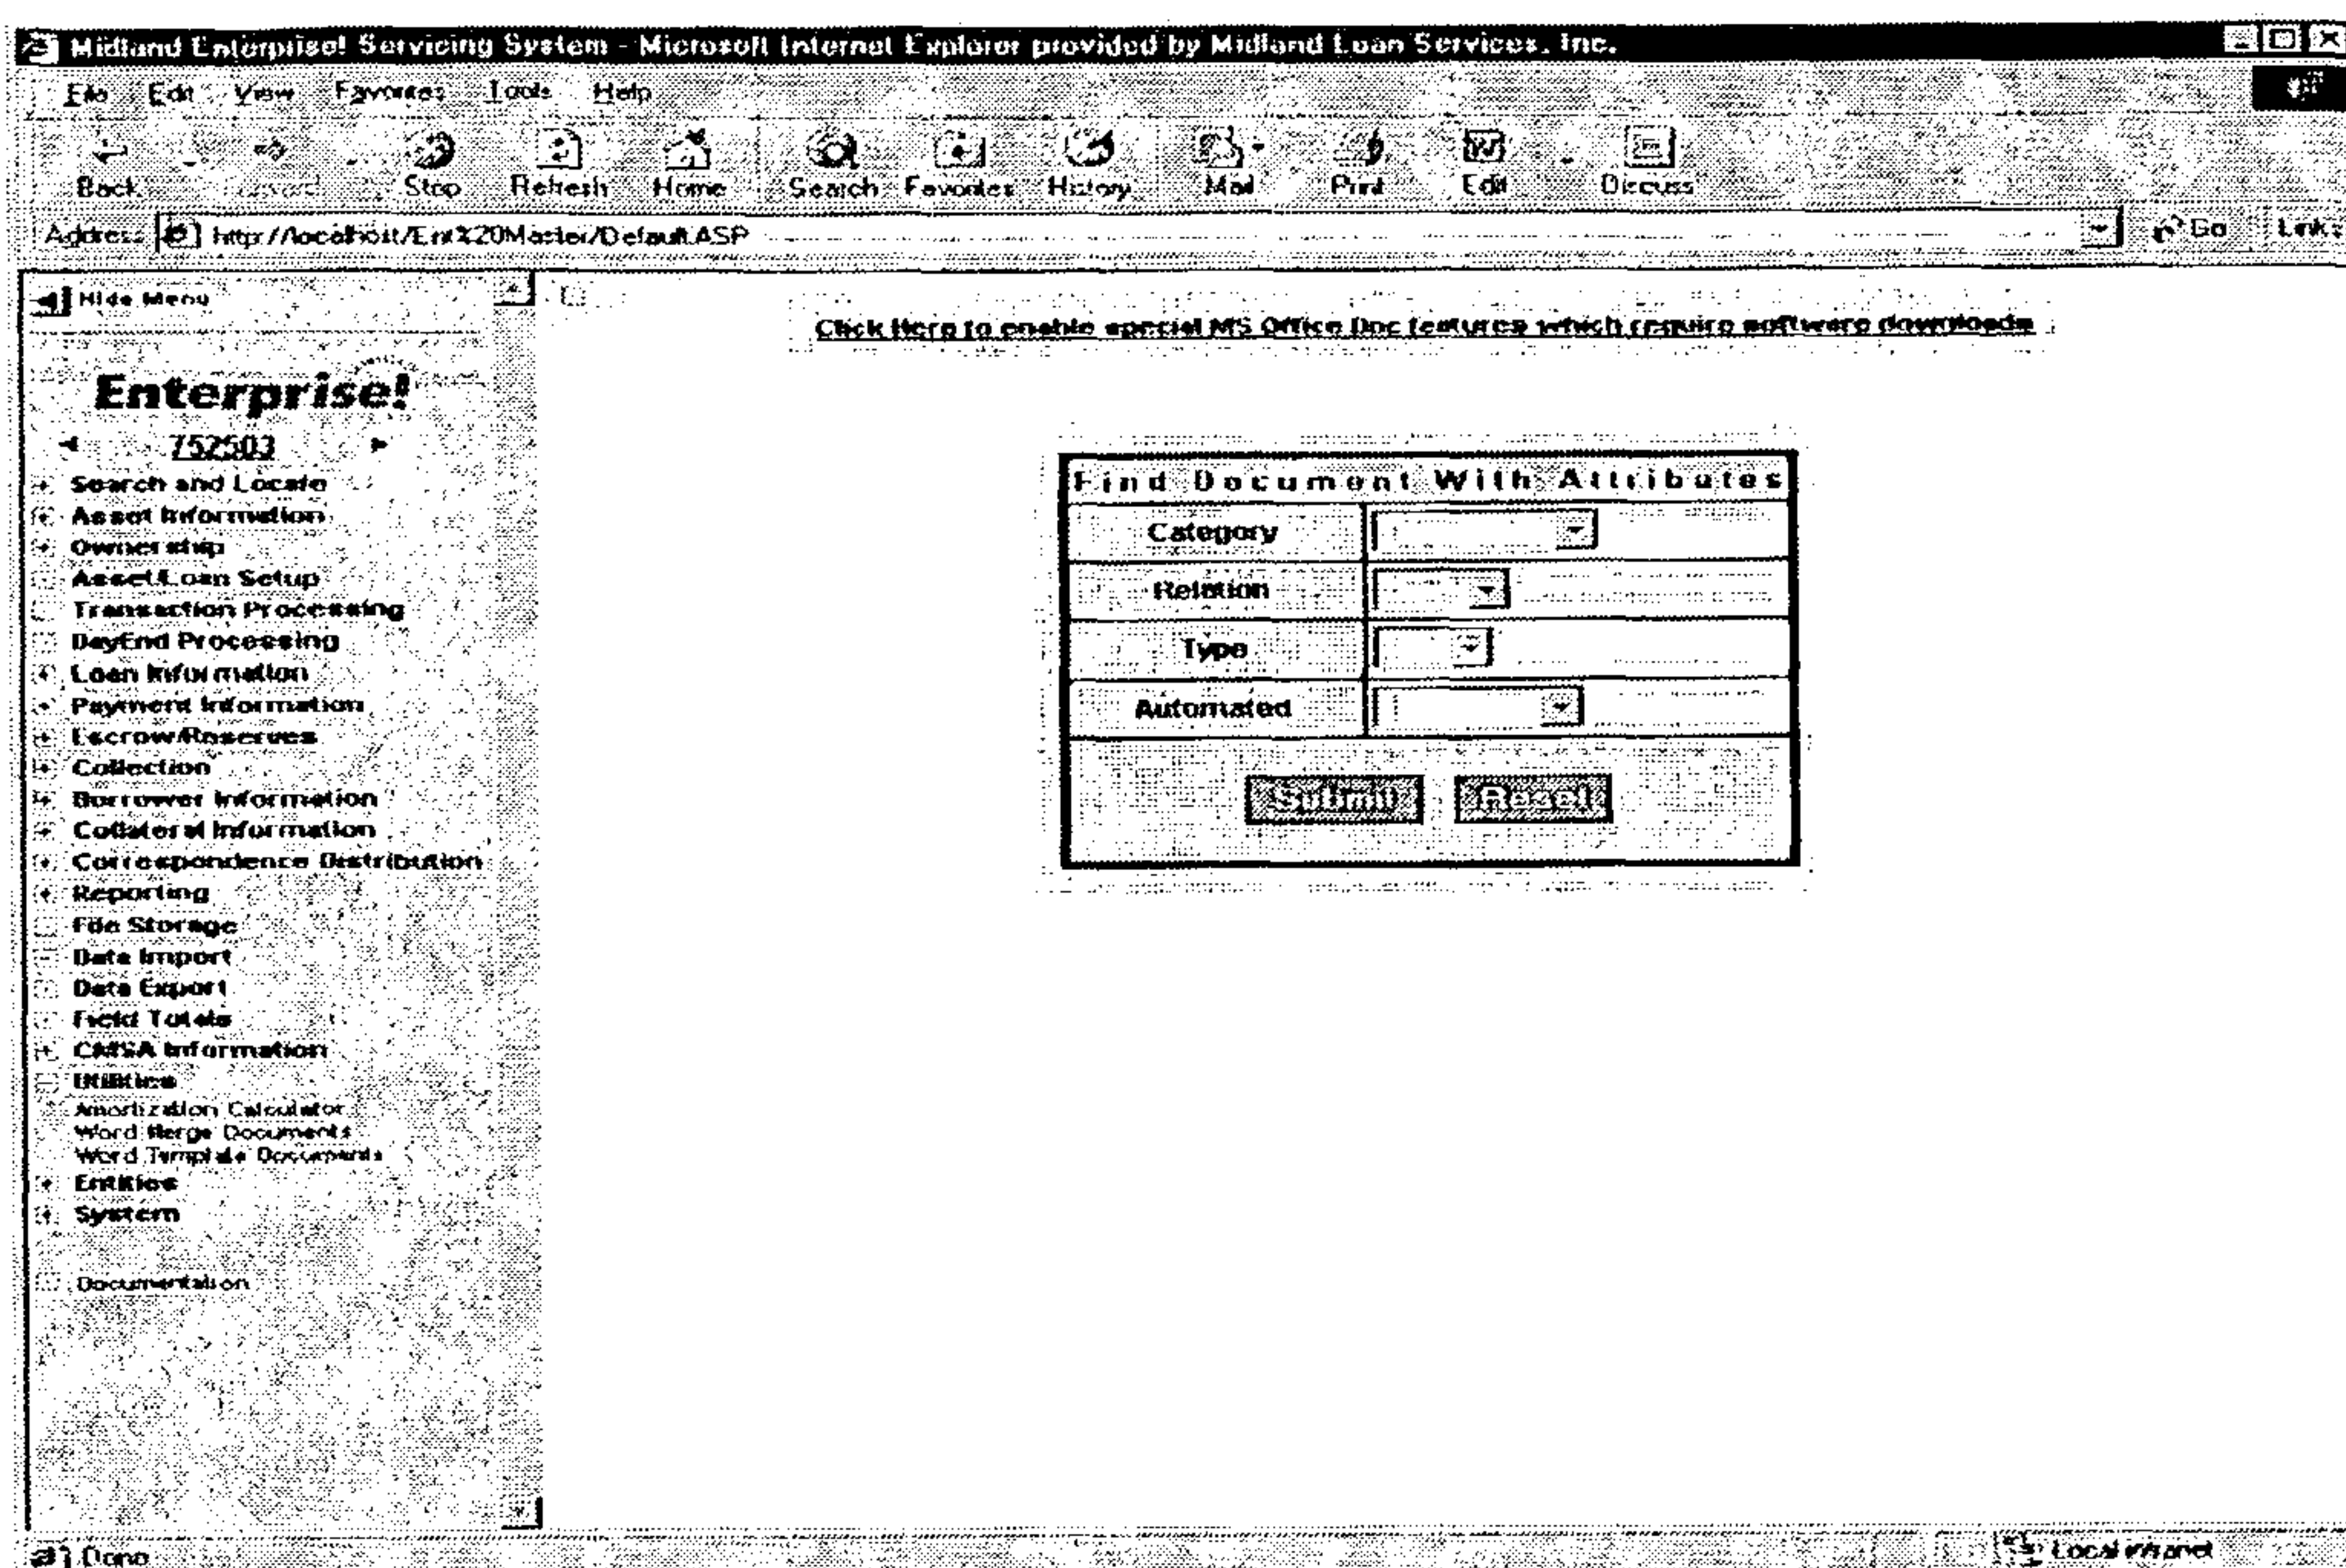 Midland Enterprise! Servicing System - Microsoft Internet Explorer provided by Midland Loan Services, Inc.
File Edit View Favorites Tools Help
Back Forward Stop Refresh Home Search Favorites History Mail Print Edit Discuss
Address http://localhost/Ent%20Master/Default.ASP Go Links
Hide Menu
Click Here to enable special MS Office Doc features which require software downloads
Enterprise!
752503
Search and Locate
Asset Information
Ownership
Asset/Loan Setup
Transaction Processing
DayEnd Processing
Loan Information
Payment Information
Escrow/Reserves
Collection
Borrower Information
Collateral Information
Correspondence Distribution
Reporting
File Storage
Data Import
Data Export
Field Totals
CMSA Information
Utilities
Amortization Calculator
Word Merge Documents
Word Template Documents
Entities
System
Documentation
Find Document With Attributes
Category
Relation
Type
Automated
Submit Reset
Done Local intranet